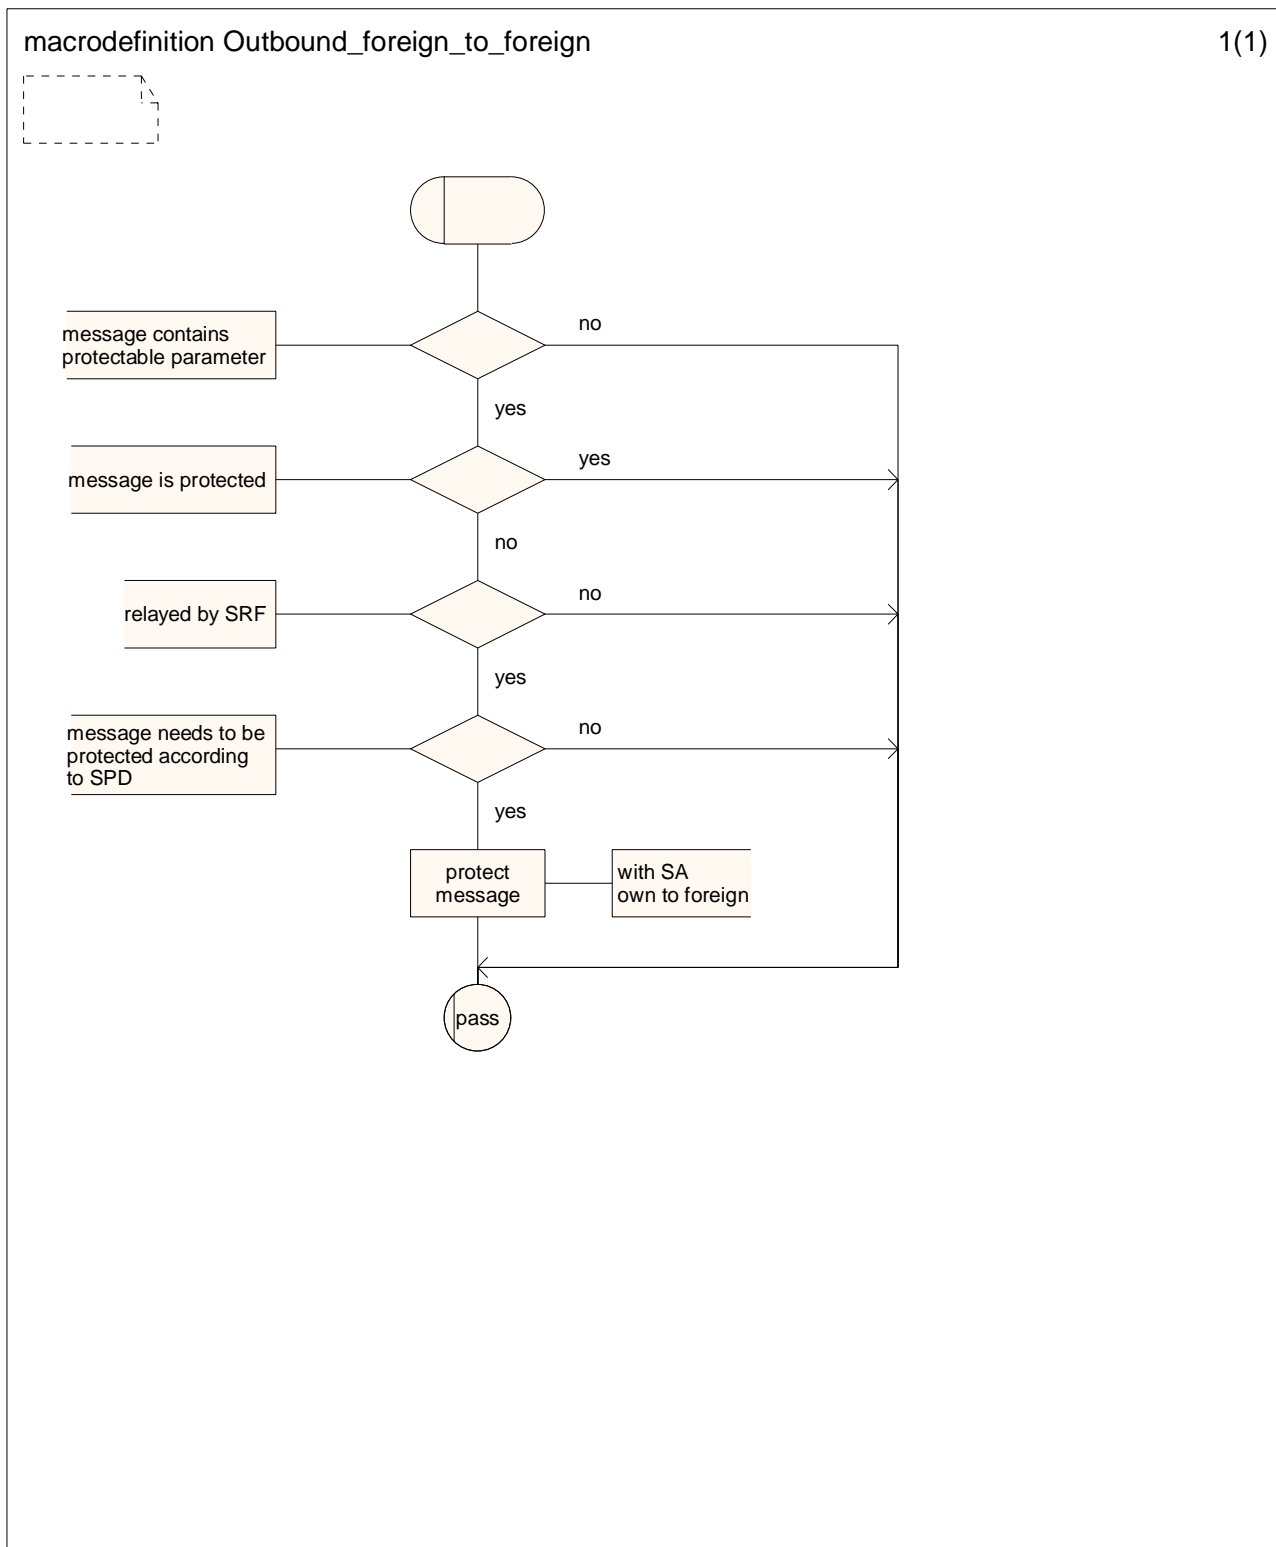 macrodefinition Outbound_foreign_to_foreign
1(1)
message contains
protectable parameter
no
yes
message is protected
yes
no
relayed by SRF
no
yes
message needs to be
protected according
to SPD
no
yes
protect
message
with SA
own to foreign
pass